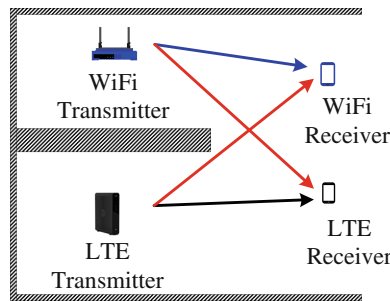 WiFi
Transmitter
WiFi
Receiver
LTE
Transmitter
LTE
Receiver